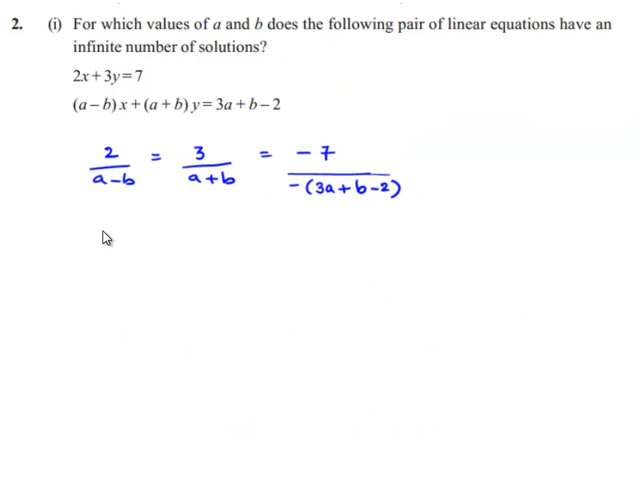 2. (i) For which values of a and b does the following pair of linear equations have an
infinite number of solutions?
2x + 3y = 7
(a – b) x + (a + b) y = 3a + b – 2
2/(a-b) = 3/(a+b) = -7/-(3a+b-2)